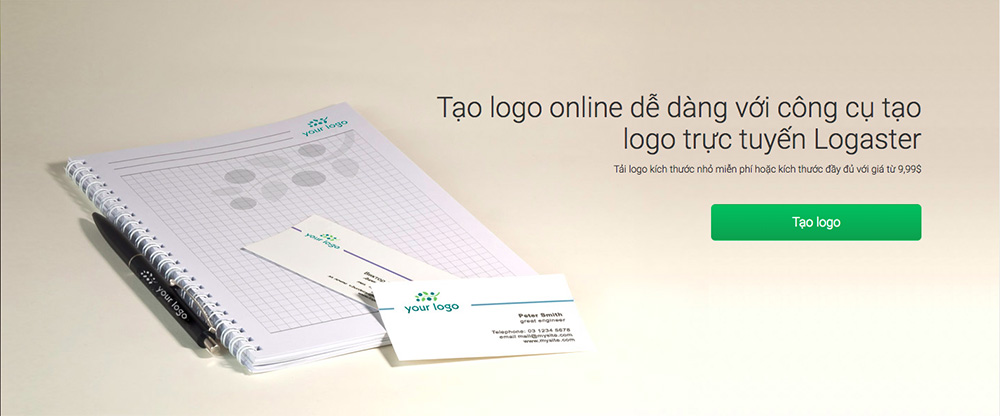 Tạo logo online dễ dàng với công cụ tạo
logo trực tuyến Logaster
Tải logo kích thước nhỏ miễn phí hoặc kích thước đầy đủ với giá từ 9,99$
Tạo logo
your logo
your logo
your logo
your logo
Peter Smith
great engineer
Telephone: 03 1234 5678
email mail@mysite.com
www.mysite.com